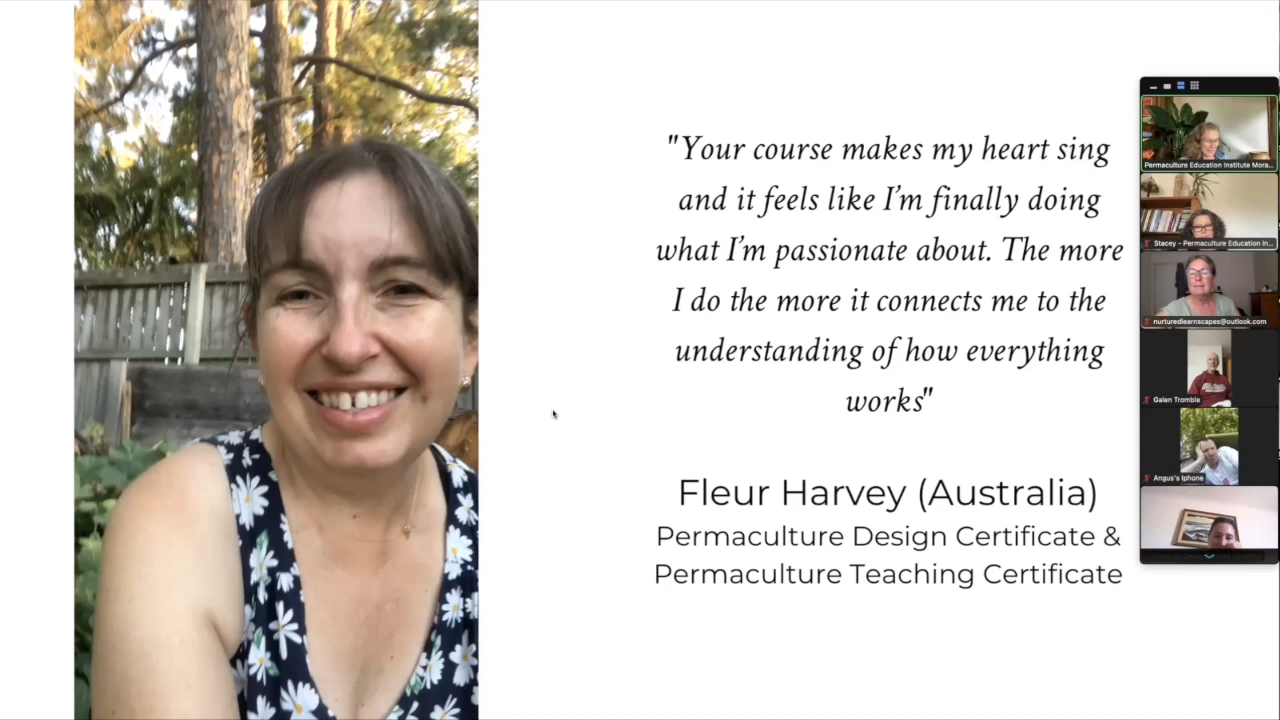 "Your course makes my heart sing
and it feels like I'm finally doing
what I'm passionate about. The more
I do the more it connects me to the
understanding of how everything
works"
Fleur Harvey (Australia)
Permaculture Design Certificate &
Permaculture Teaching Certificate
Permaculture Education Institute Mora...
Stacey - Permaculture Education In...
nurturedlearnscapes@outlook.com
Galen Tromble
Angus's Iphone